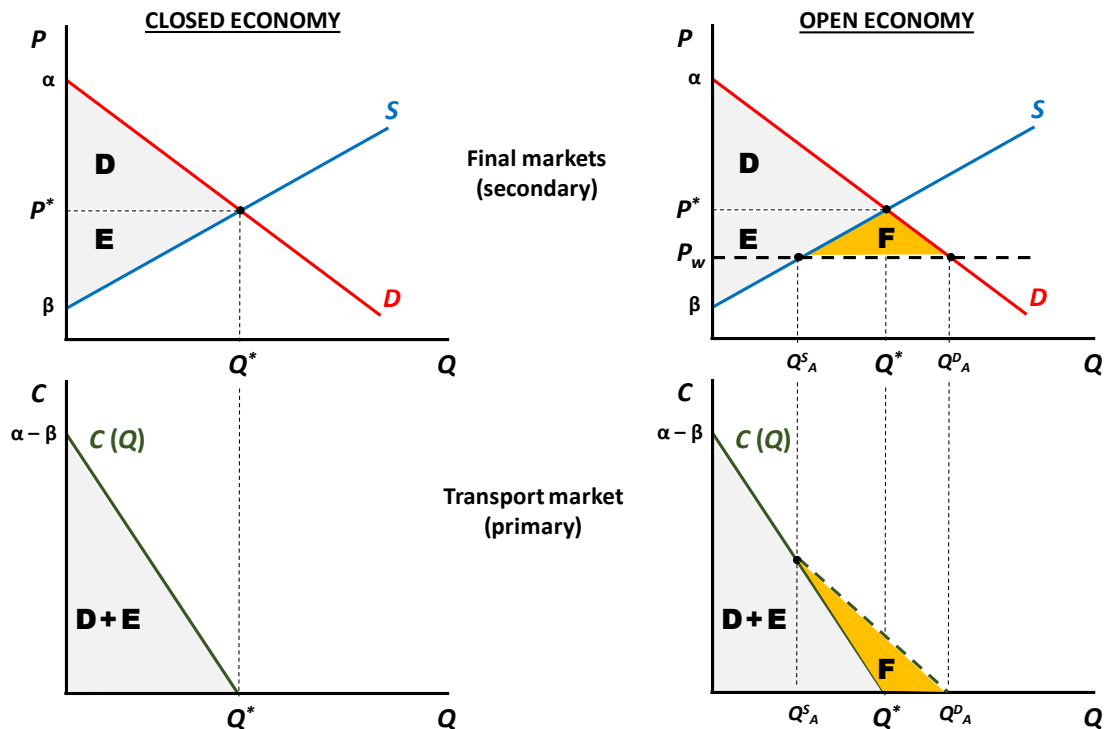 CLOSED ECONOMY
P
α
S
D
P*
E
β
D
Q*
Q
Final markets
(secondary)
OPEN ECONOMY
P
α
S
D
P*
E
F
Pw
β
D
QSA
Q*
QDA
Q
C
α – β
C (Q)
D + E
Q*
Q
Transport market
(primary)
C
α – β
C (Q)
D + E
F
QSA
Q*
QDA
Q